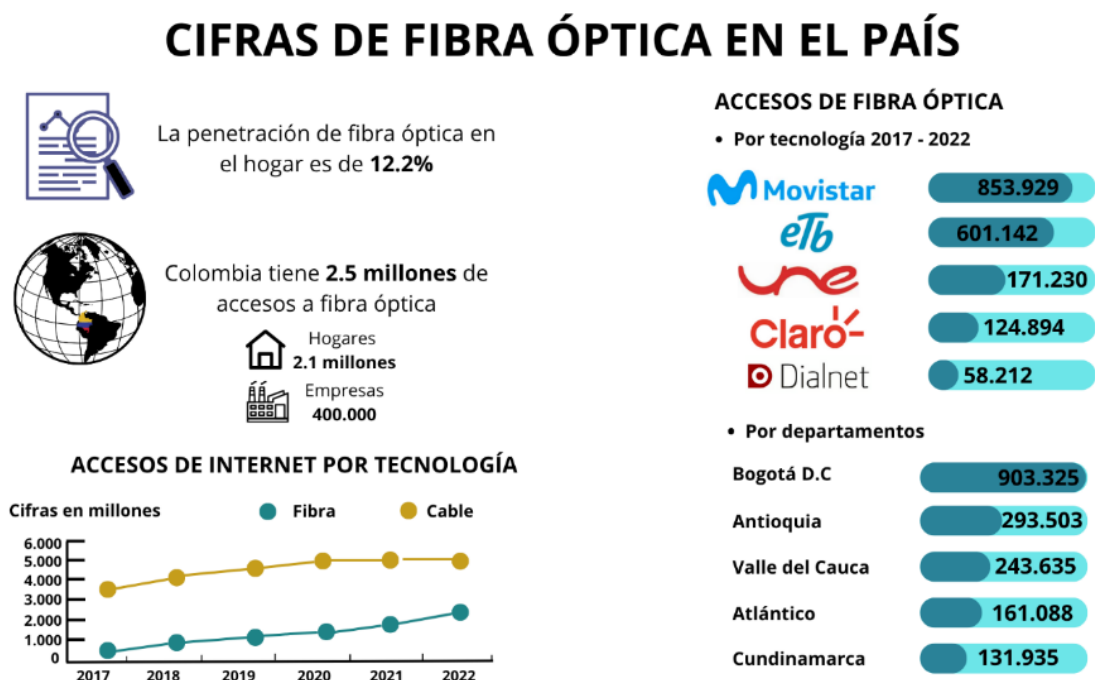 CIFRAS DE FIBRA ÓPTICA EN EL PAÍS
La penetración de fibra óptica en
el hogar es de 12.2%
Colombia tiene 2.5 millones de
accesos a fibra óptica
Hogares
2.1 millones
Empresas
400.000
ACCESOS DE INTERNET POR TECNOLOGÍA
Cifras en millones
Fibra
Cable
6.000
5.000
4.000
3.000
2.000
1.000
0
2017 2018 2019 2020 2021 2022
ACCESOS DE FIBRA ÓPTICA
• Por tecnología 2017 - 2022
Movistar 853.929
eTb 601.142
une 171.230
Claro 124.894
Dialnet 58.212
• Por departamentos
Bogotá D.C 903.325
Antioquia 293.503
Valle del Cauca 243.635
Atlántico 161.088
Cundinamarca 131.935